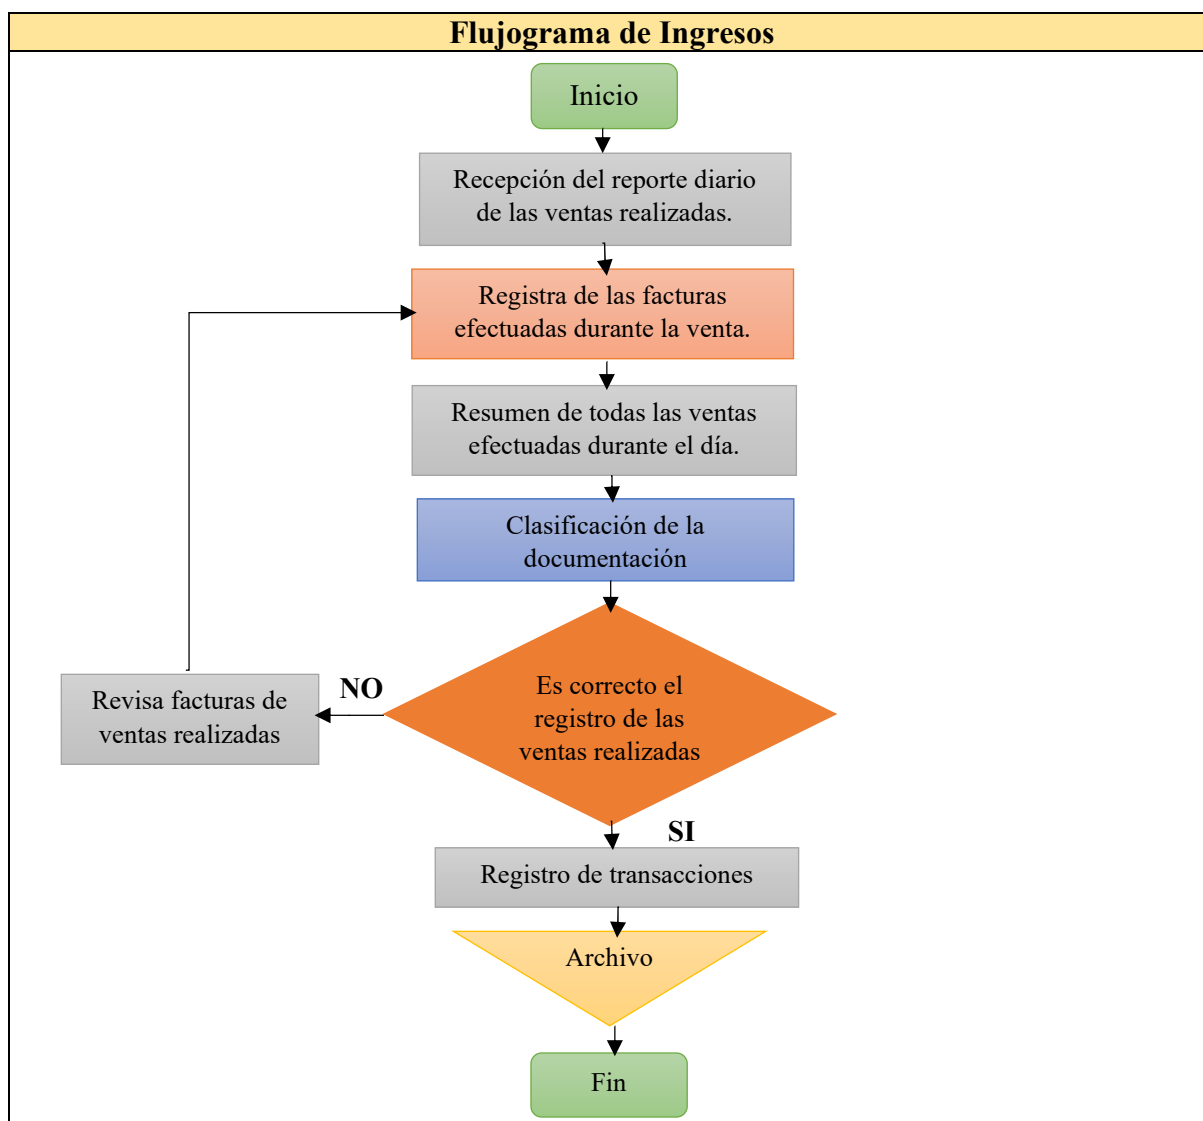 Flujograma de Ingresos
Inicio
Recepción del reporte diario
de las ventas realizadas.
Registra de las facturas
efectuadas durante la venta.
Resumen de todas las ventas
efectuadas durante el día.
Clasificación de la
documentación
Es correcto el
registro de las
ventas realizadas
NO
Revisa facturas de
ventas realizadas
SI
Registro de transacciones
Archivo
Fin